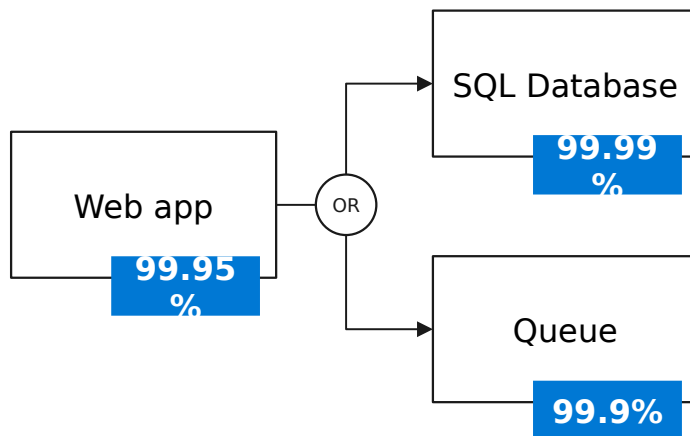 SQL Database
99.99
%
Web app
OR
99.95
%
Queue
99.9%